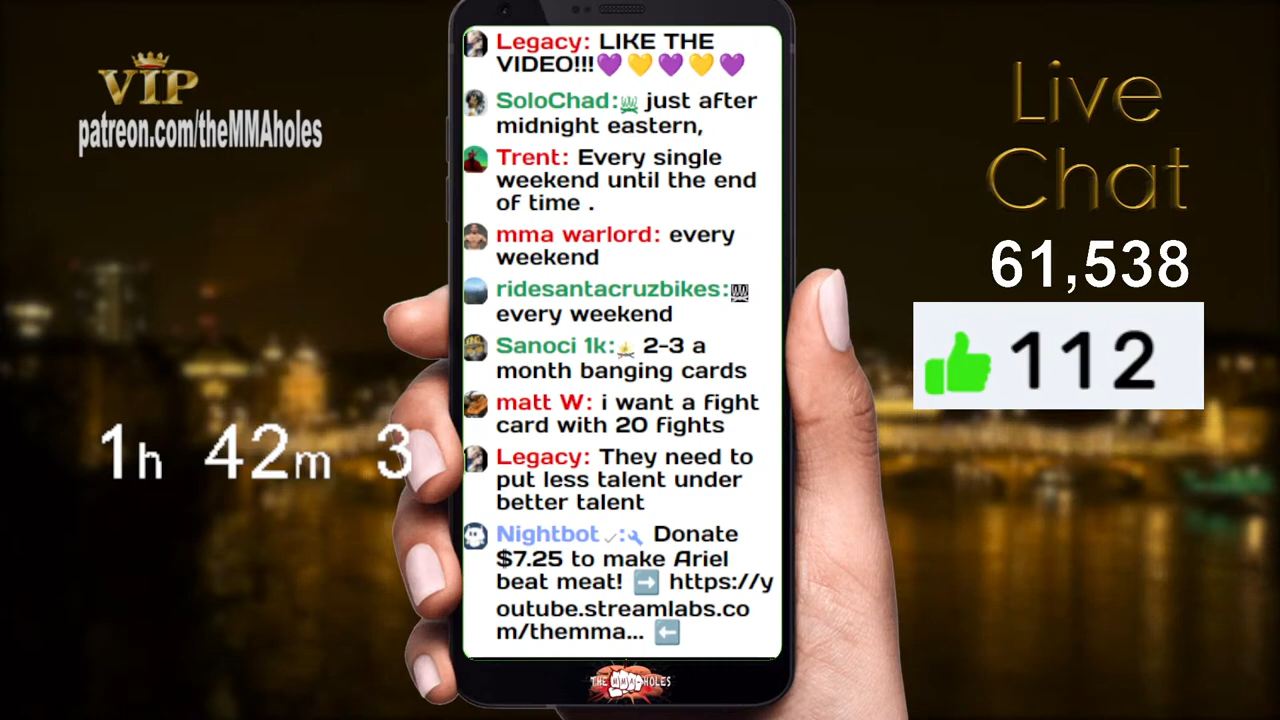 VIP
patreon.com/theMMAholes
1h 42m 3
Legacy: LIKE THE
VIDEO!!!💜💛💜💛💜
SoloChad: just after
midnight eastern,
Trent: Every single
weekend until the end
of time .
mma warlord: every
weekend
ridesantacruzbikes:
every weekend
Sanoci 1k: 2-3 a
month banging cards
matt W: i want a fight
card with 20 fights
Legacy: They need to
put less talent under
better talent
Nightbot ✓: Donate
$7.25 to make Ariel
beat meat! ➡️ https://y
outube.streamlabs.co
m/themma... ⬅️
THE MMA-HOLES
Live
Chat
61,538
112